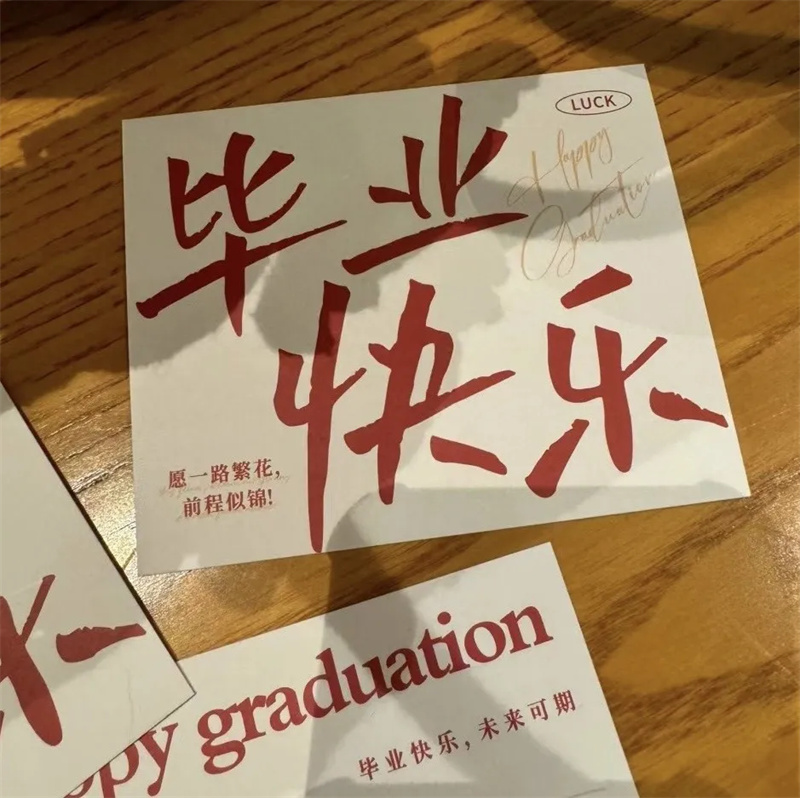 LUCK
毕业
Happy
Graduation
快乐
愿一路繁花,
前程似锦!
py graduation
毕业快乐,未来可期